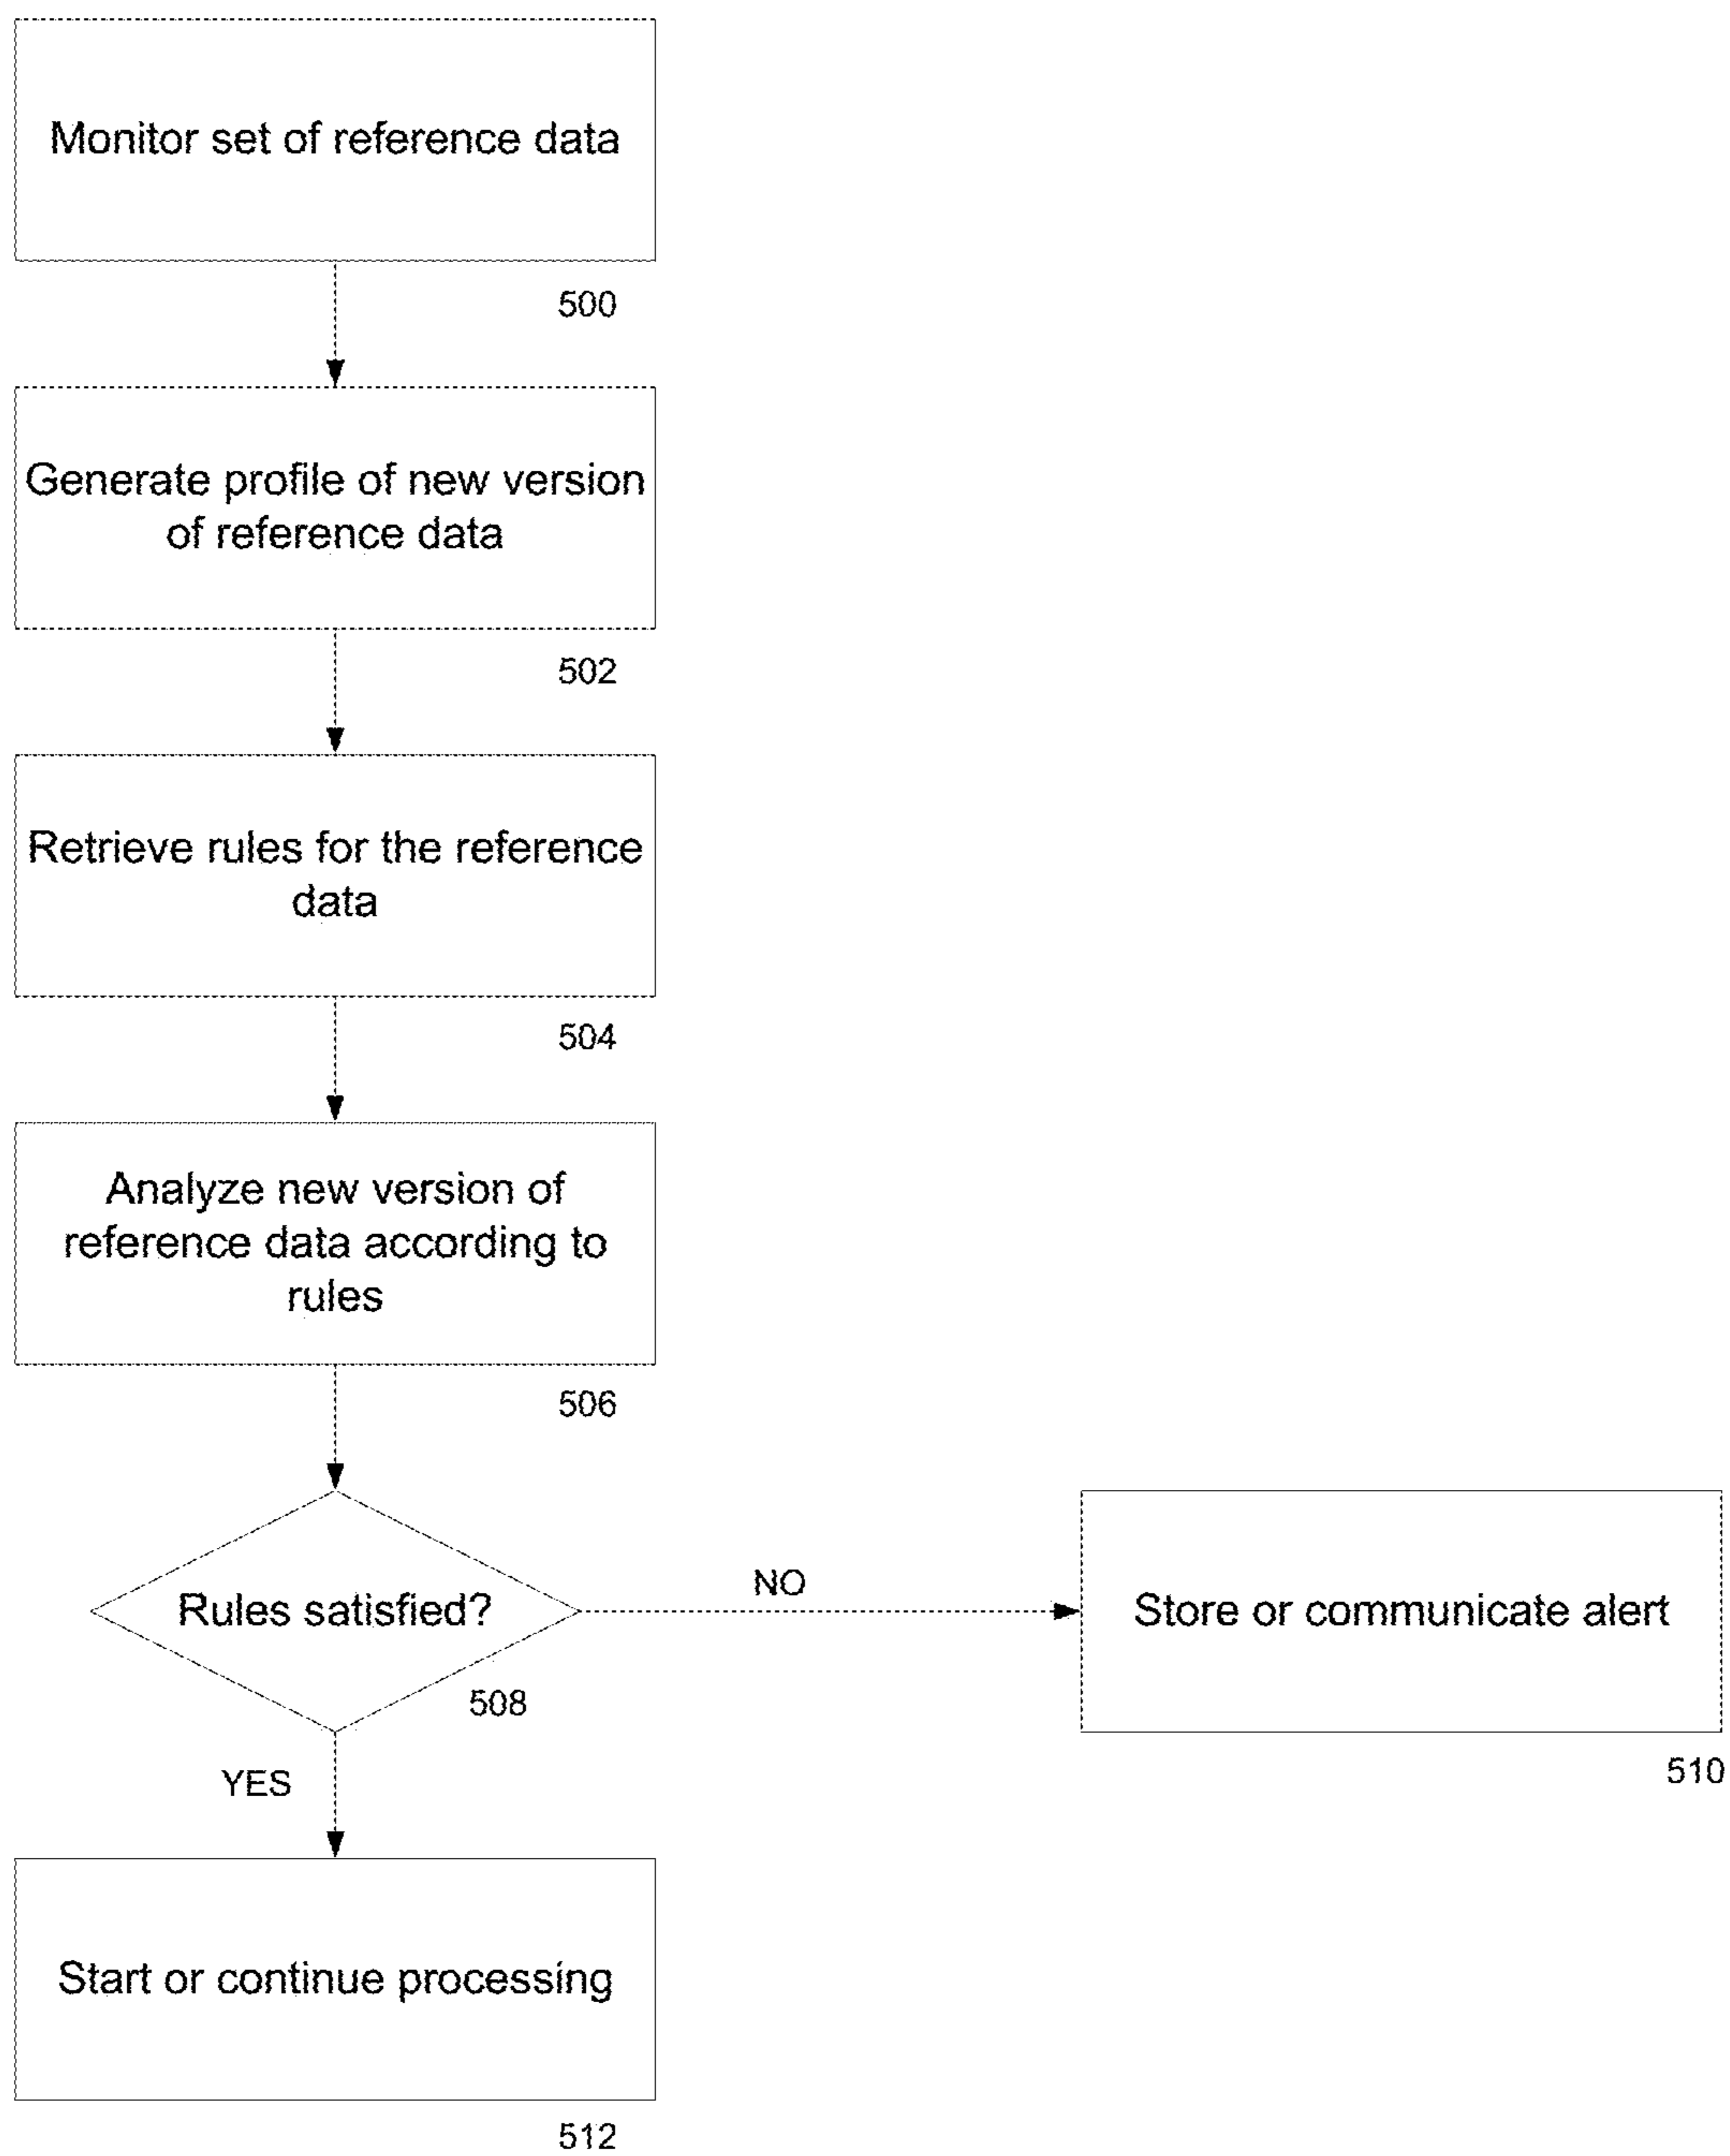 Monitor set of reference data
500
Generate profile of new version
of reference data
502
Retrieve rules for the reference
data
504
Analyze new version of
reference data according to
rules
506
Rules satisfied?
508
NO
Store or communicate alert
510
YES
Start or continue processing
512